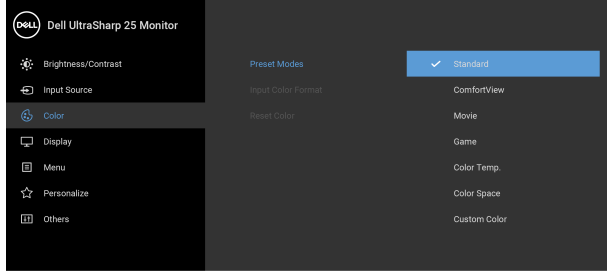 DELL Dell UltraSharp 25 Monitor
Brightness/Contrast Preset Modes Standard
Input Source Input Color Format ComfortView
Color Reset Color Movie
Display Game
Menu Color Temp.
Personalize Color Space
Others Custom Color